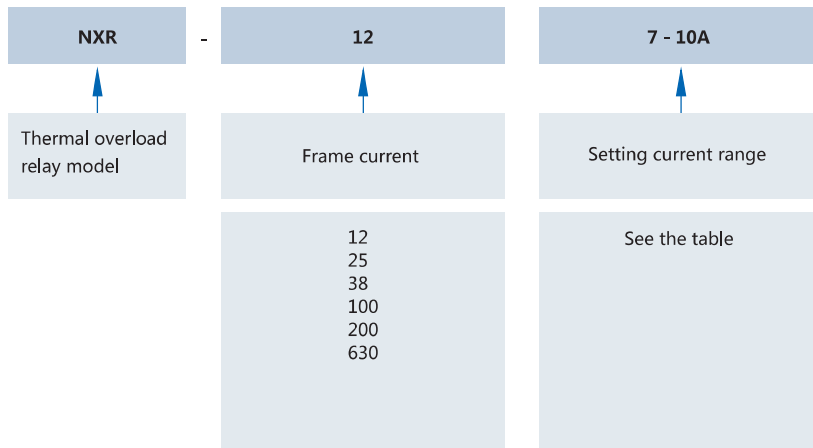 NXR - 12 7 - 10A
Thermal overload
relay model
Frame current
Setting current range
12
25
38
100
200
630
See the table